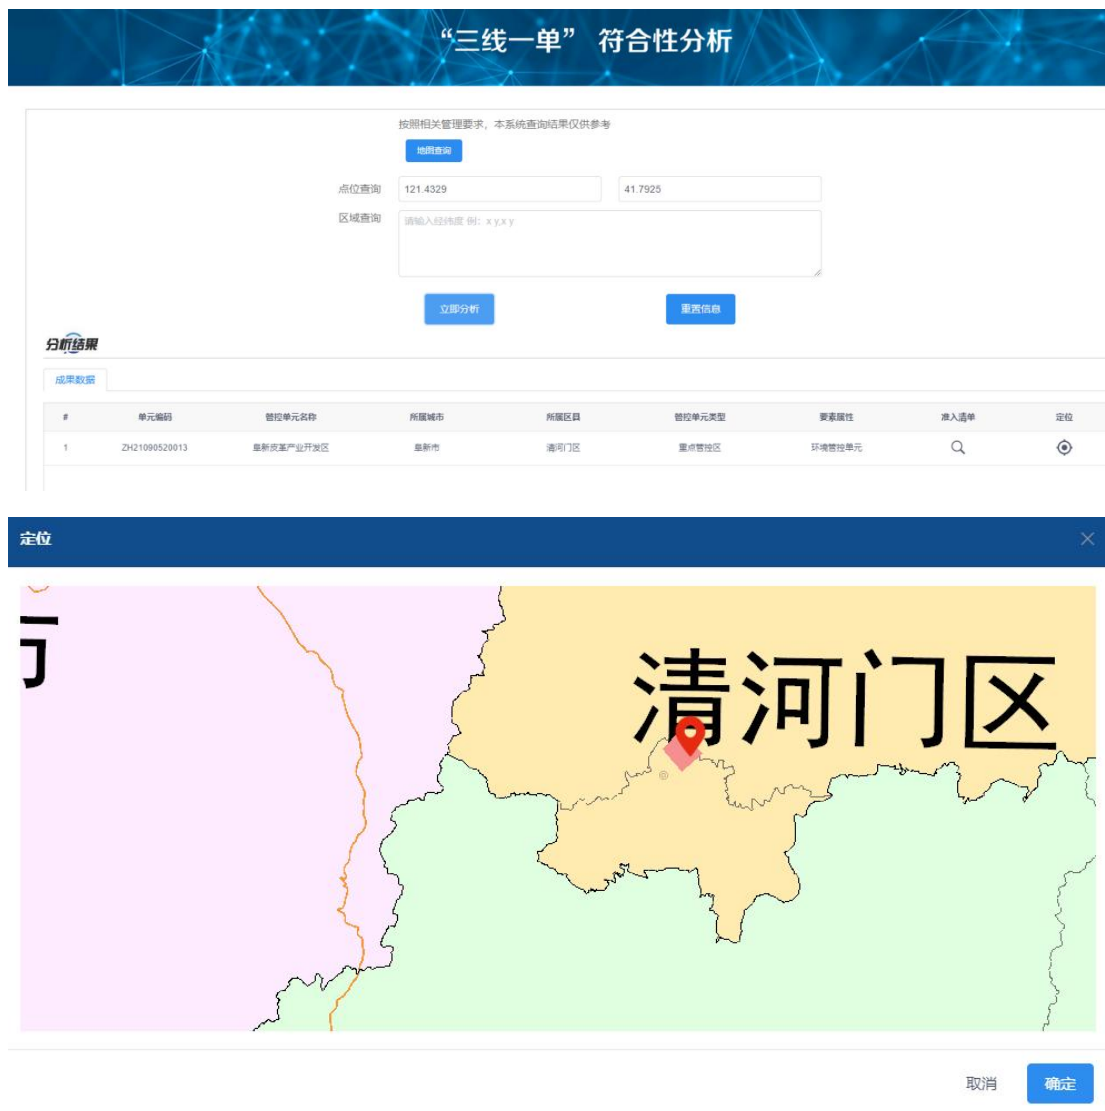 “三线一单” 符合性分析
按照相关管理要求，本系统查询结果仅供参考
地图查询
点位查询 121.4329 41.7925
区域查询 请输入经纬度 例：x y,x y
立即分析 重置信息
分析结果
成果数据
# 单元编码 管控单元名称 所属城市 所属区县 管控单元类型 要素属性 准入清单 定位
1 ZH21090520013 阜新皮革产业开发区 阜新市 清河门区 重点管控区 环境管控单元
定位
市
清河门区
取消 确定